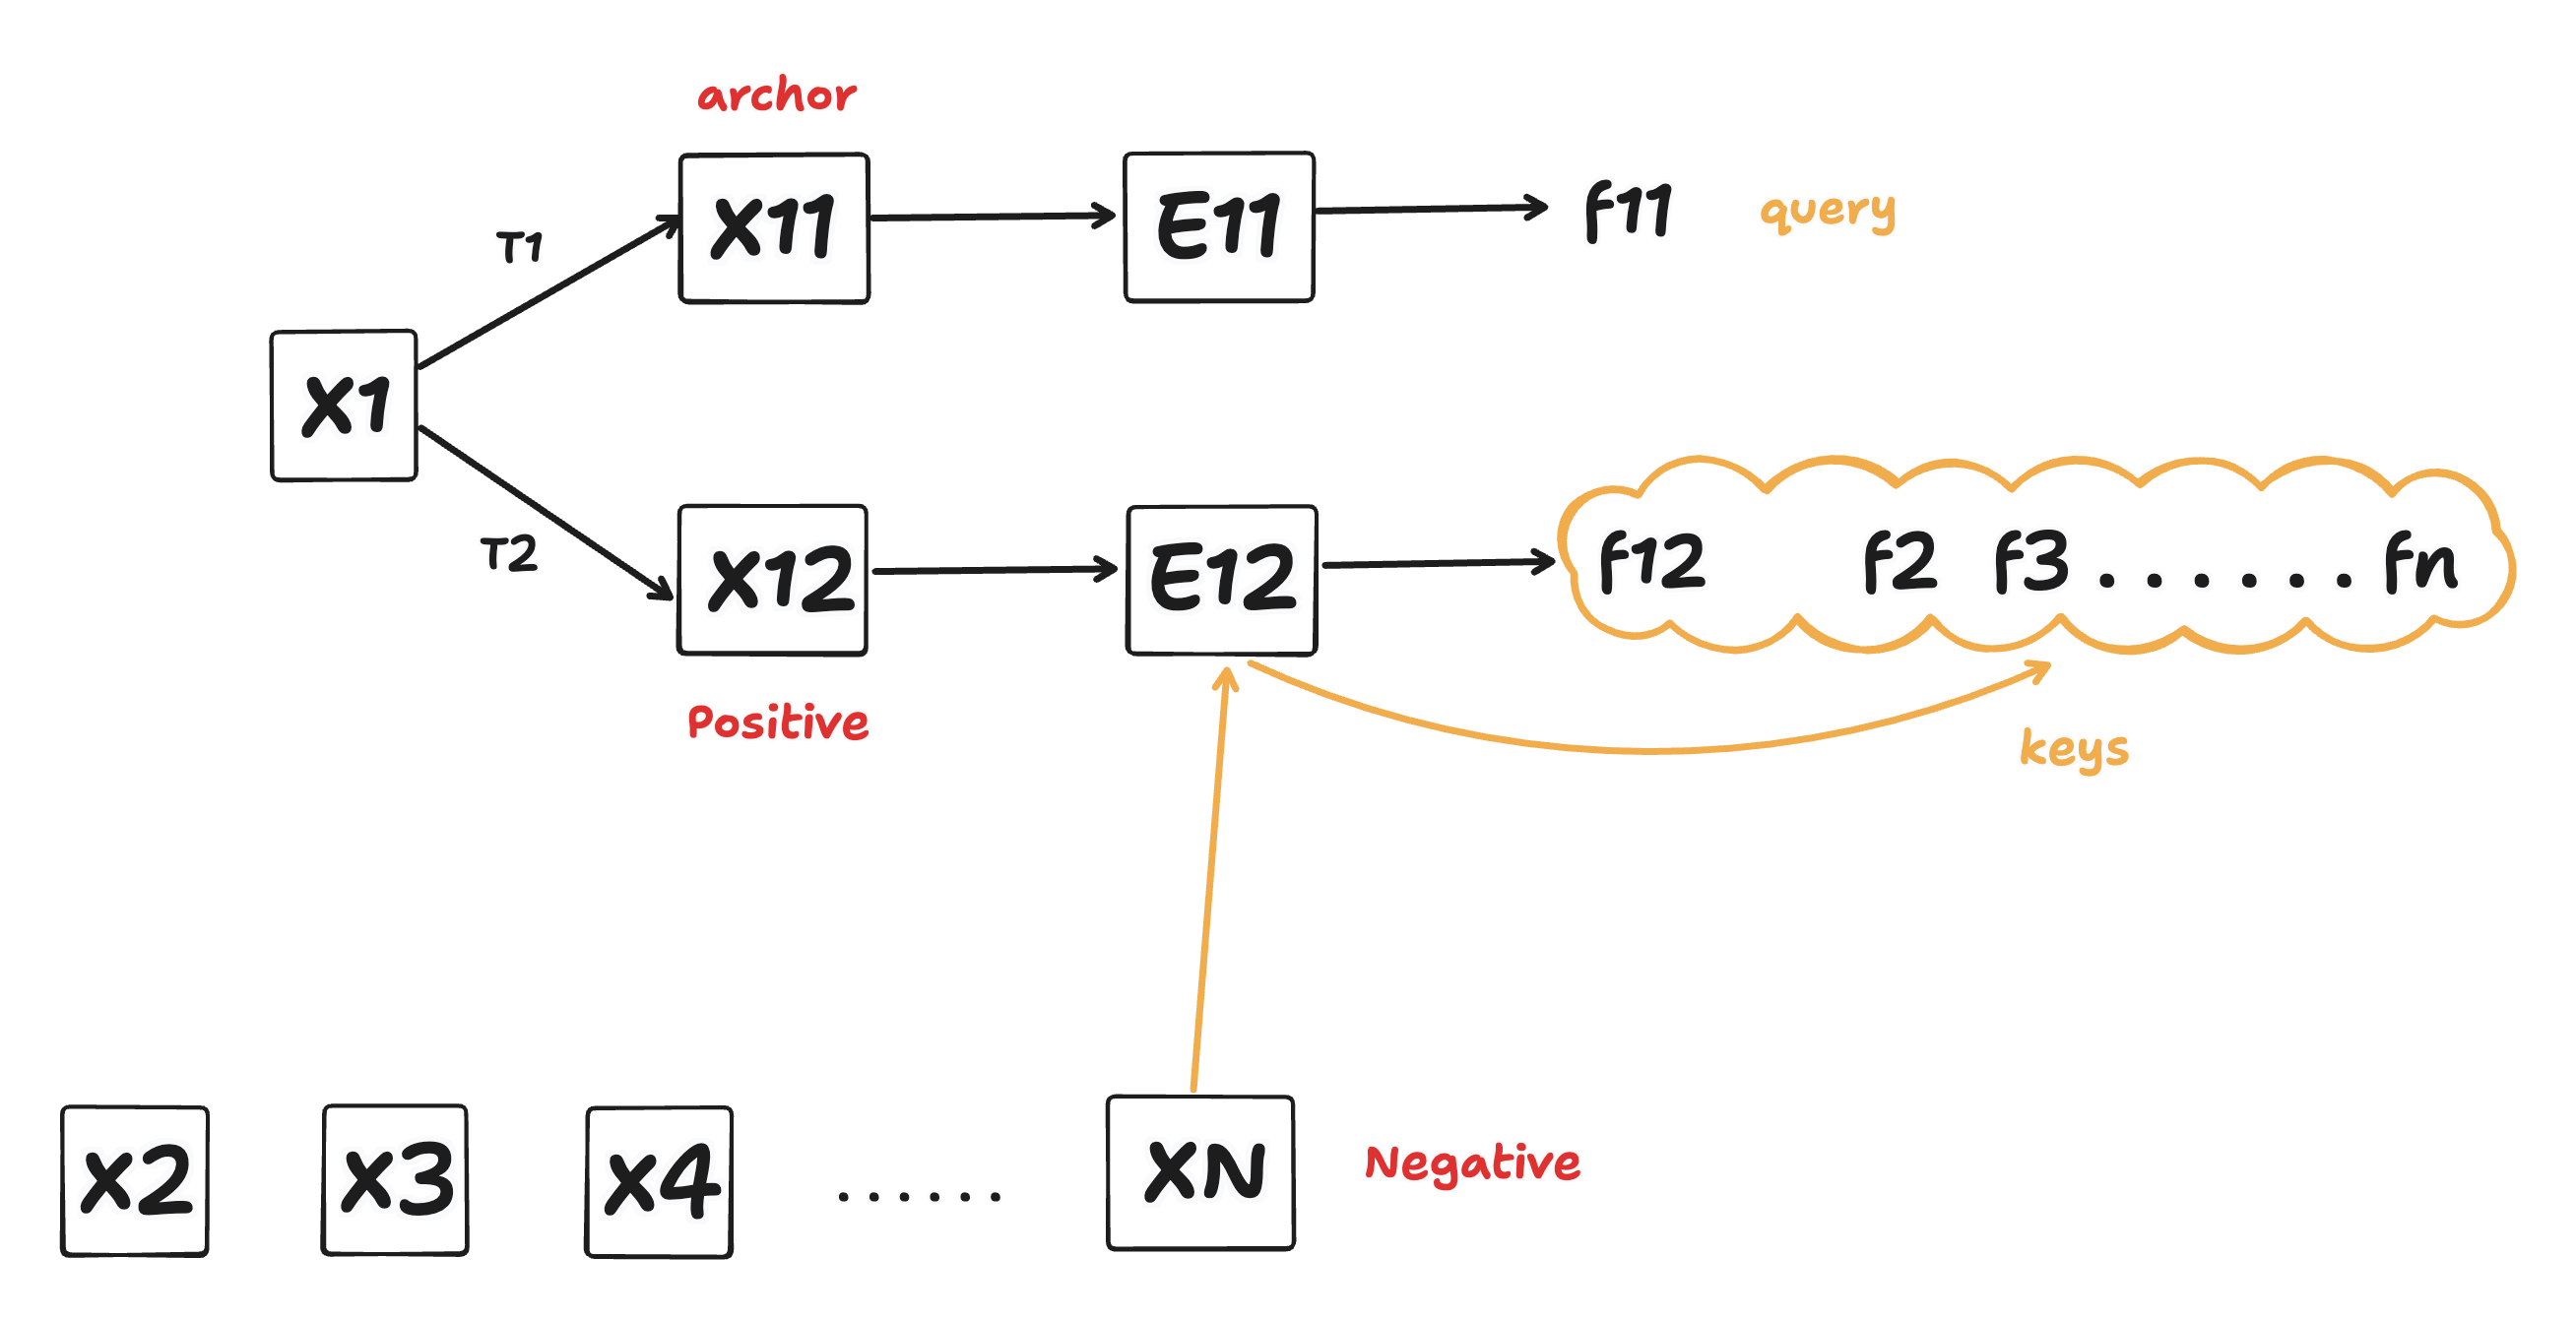 archor
X11
E11
f11
query
T1
X1
T2
X12
E12
f12 f2 f3 ...... fn
Positive
keys
X2
X3
X4
......
XN
Negative